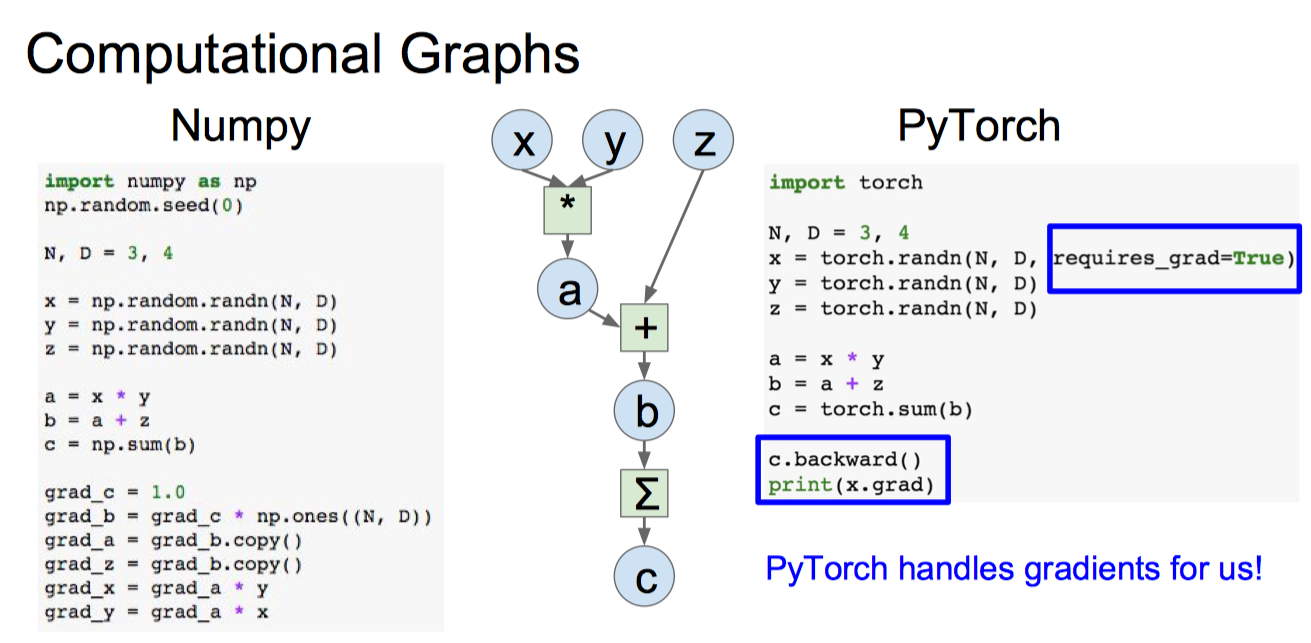 Computational Graphs
Numpy
import numpy as np
np.random.seed(0)
N, D = 3, 4
x = np.random.randn(N, D)
y = np.random.randn(N, D)
z = np.random.randn(N, D)
a = x * y
b = a + z
c = np.sum(b)
grad_c = 1.0
grad_b = grad_c * np.ones((N, D))
grad_a = grad_b.copy()
grad_z = grad_b.copy()
grad_x = grad_a * y
grad_y = grad_a * x
x y z
*
a
+
b
Σ
c
PyTorch
import torch
N, D = 3, 4
x = torch.randn(N, D, requires_grad=True)
y = torch.randn(N, D)
z = torch.randn(N, D)
a = x * y
b = a + z
c = torch.sum(b)
c.backward()
print(x.grad)
PyTorch handles gradients for us!